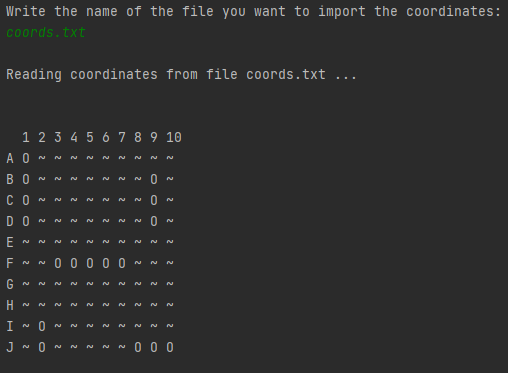 Write the name of the file you want to import the coordinates:
coords.txt
Reading coordinates from file coords.txt ...
  1 2 3 4 5 6 7 8 9 10
A O ~ ~ ~ ~ ~ ~ ~ ~ ~
B O ~ ~ ~ ~ ~ ~ ~ O ~
C O ~ ~ ~ ~ ~ ~ ~ O ~
D O ~ ~ ~ ~ ~ ~ ~ O ~
E ~ ~ ~ ~ ~ ~ ~ ~ ~ ~
F ~ ~ O O O O O ~ ~ ~
G ~ ~ ~ ~ ~ ~ ~ ~ ~ ~
H ~ ~ ~ ~ ~ ~ ~ ~ ~ ~
I ~ O ~ ~ ~ ~ ~ ~ ~ ~
J ~ O ~ ~ ~ ~ ~ O O O